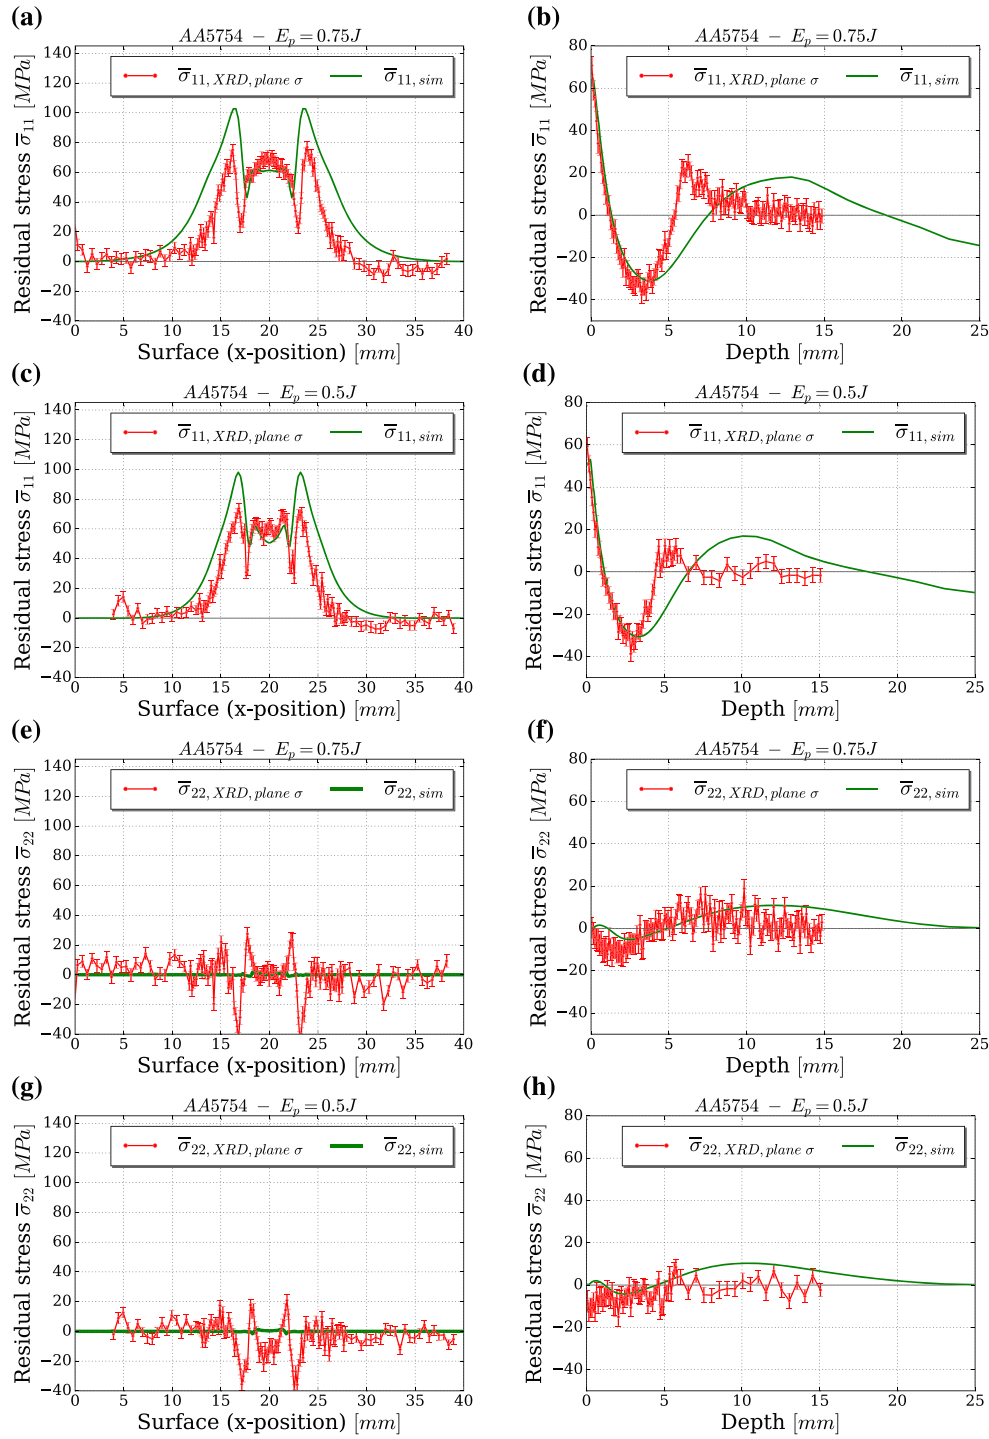 (a)
AA5754 − E_p = 0.75J
σ̅11, XRD, plane σ
σ̅11, sim
Residual stress σ̅11 [MPa]
140
120
100
80
60
40
20
0
−20
−40
0 5 10 15 20 25 30 35 40
Surface (x-position) [mm]
(b)
AA5754 − E_p = 0.75J
σ̅11, XRD, plane σ
σ̅11, sim
Residual stress σ̅11 [MPa]
80
60
40
20
0
−20
−40
0 5 10 15 20 25
Depth [mm]
(c)
AA5754 − E_p = 0.5J
σ̅11, XRD, plane σ
σ̅11, sim
Residual stress σ̅11 [MPa]
140
120
100
80
60
40
20
0
−20
−40
0 5 10 15 20 25 30 35 40
Surface (x-position) [mm]
(d)
AA5754 − E_p = 0.5J
σ̅11, XRD, plane σ
σ̅11, sim
Residual stress σ̅11 [MPa]
80
60
40
20
0
−20
−40
0 5 10 15 20 25
Depth [mm]
(e)
AA5754 − E_p = 0.75J
σ̅22, XRD, plane σ
σ̅22, sim
Residual stress σ̅22 [MPa]
140
120
100
80
60
40
20
0
−20
−40
0 5 10 15 20 25 30 35 40
Surface (x-position) [mm]
(f)
AA5754 − E_p = 0.75J
σ̅22, XRD, plane σ
σ̅22, sim
Residual stress σ̅22 [MPa]
80
60
40
20
0
−20
−40
0 5 10 15 20 25
Depth [mm]
(g)
AA5754 − E_p = 0.5J
σ̅22, XRD, plane σ
σ̅22, sim
Residual stress σ̅22 [MPa]
140
120
100
80
60
40
20
0
−20
−40
0 5 10 15 20 25 30 35 40
Surface (x-position) [mm]
(h)
AA5754 − E_p = 0.5J
σ̅22, XRD, plane σ
σ̅22, sim
Residual stress σ̅22 [MPa]
80
60
40
20
0
−20
−40
0 5 10 15 20 25
Depth [mm]